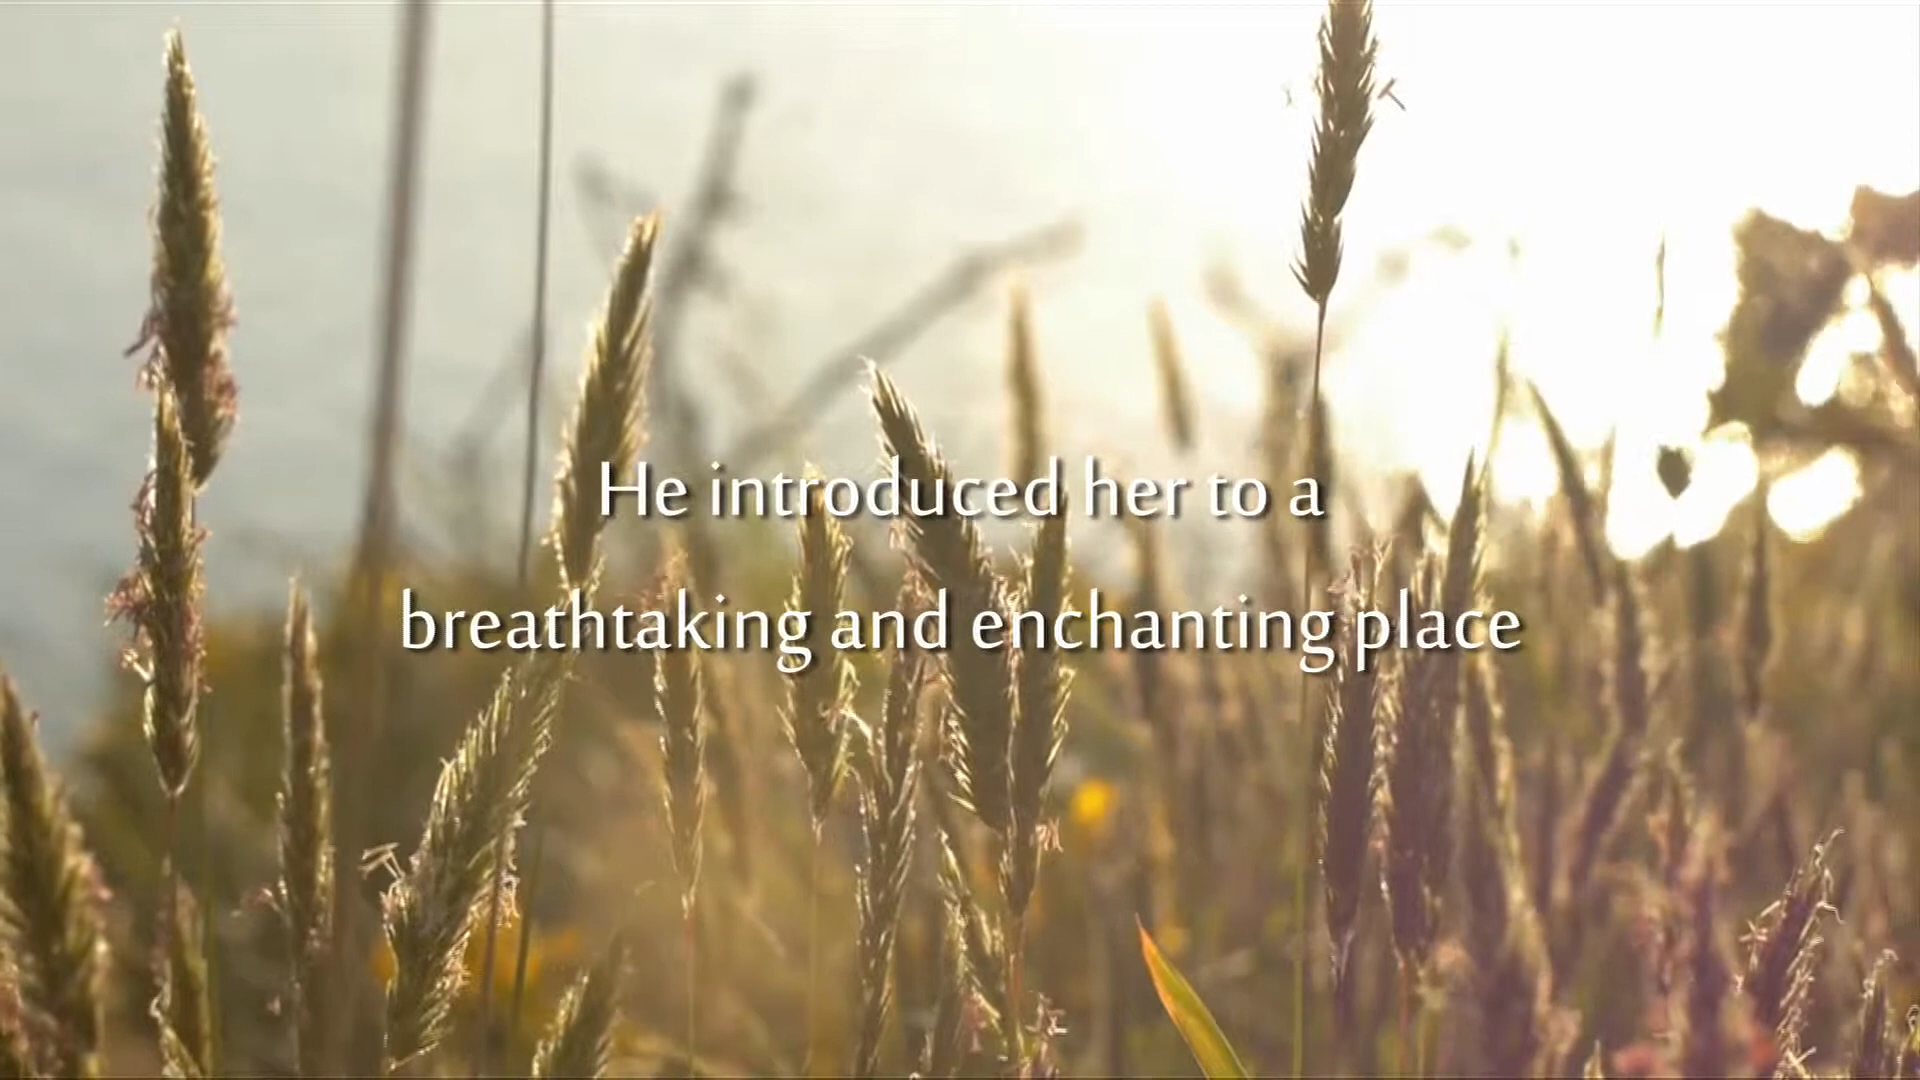 He introduced her to a
breathtaking and enchanting place